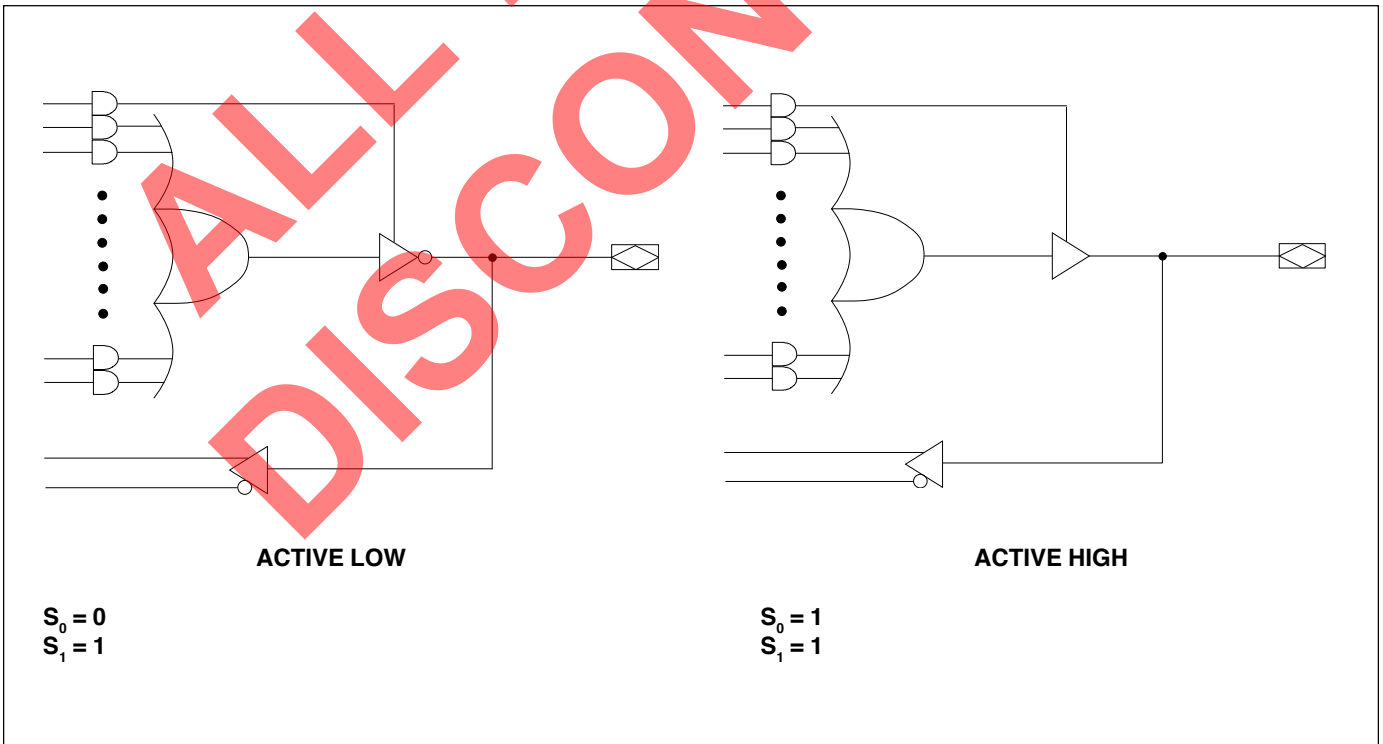 ALL
DISCON
ACTIVE LOW
ACTIVE HIGH
S₀ = 0
S₁ = 1
S₀ = 1
S₁ = 1